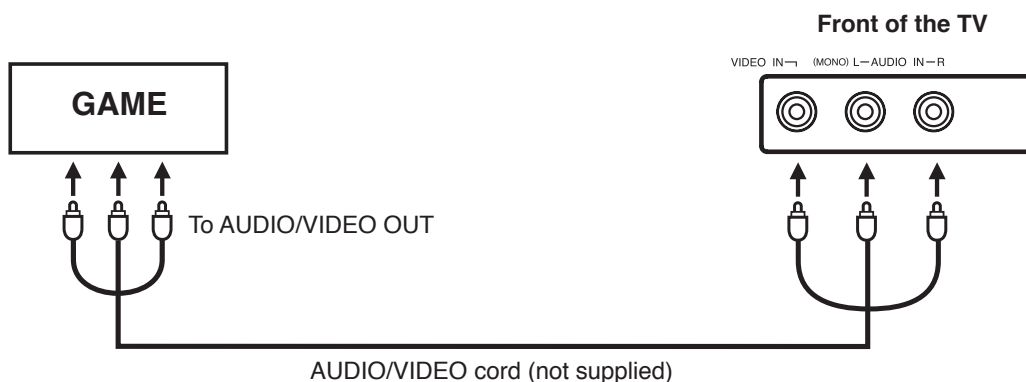 Front of the TV
VIDEO IN (MONO) L–AUDIO IN–R
GAME
To AUDIO/VIDEO OUT
AUDIO/VIDEO cord (not supplied)